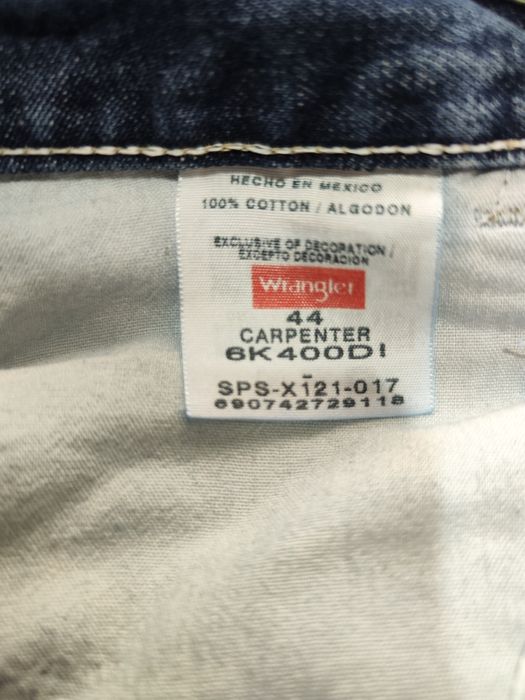 HECHO EN MEXICO
100% COTTON / ALGODON
EXCLUSIVE OF DECORATION /
EXCEPTO DECORACION
Wrangler
44
CARPENTER
6K400DI
SPS-X121-017
690742729118